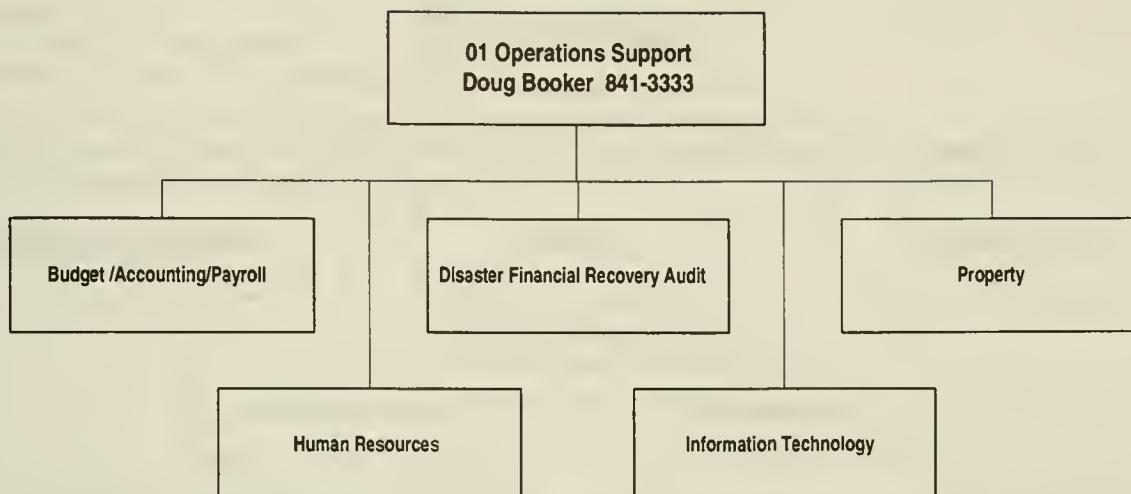 01 Operations Support
Doug Booker 841-3333
Budget /Accounting/Payroll
Disaster Financial Recovery Audit
Property
Human Resources
Information Technology